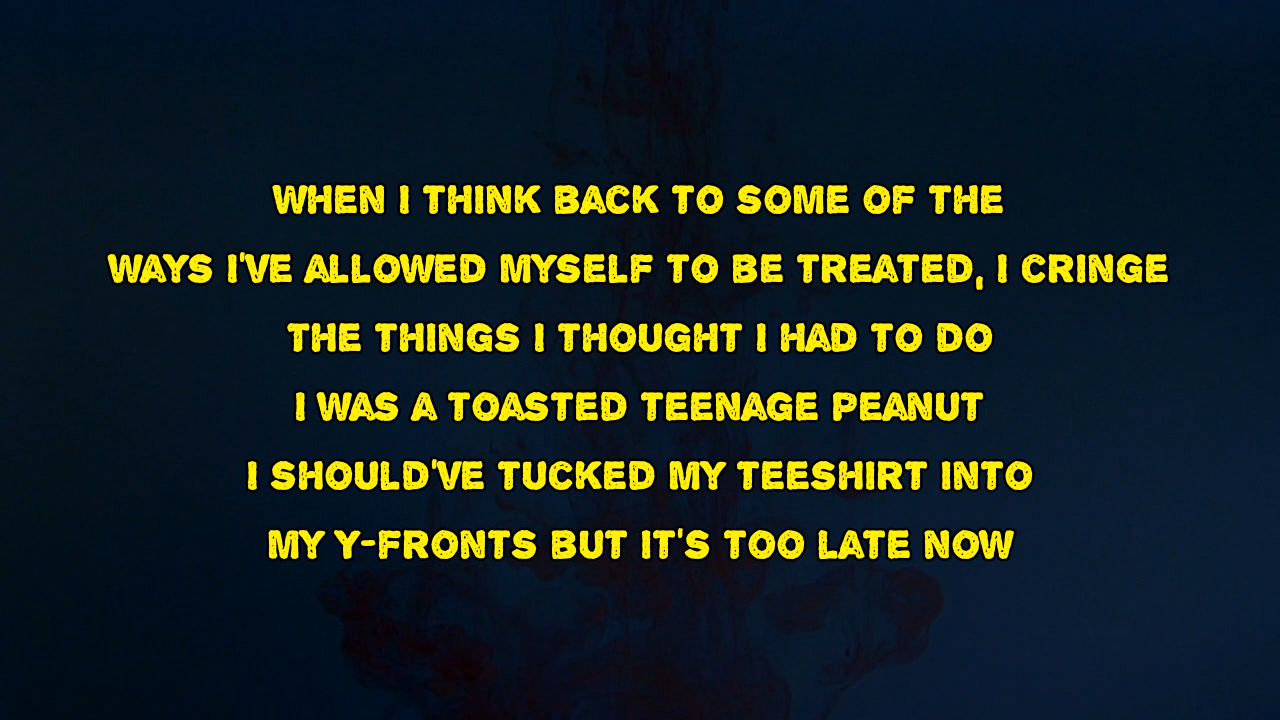 WHEN I THINK BACK TO SOME OF THE
WAYS I'VE ALLOWED MYSELF TO BE TREATED, I CRINGE
THE THINGS I THOUGHT I HAD TO DO
I WAS A TOASTED TEENAGE PEANUT
I SHOULD'VE TUCKED MY TEESHIRT INTO
MY Y-FRONTS BUT IT'S TOO LATE NOW